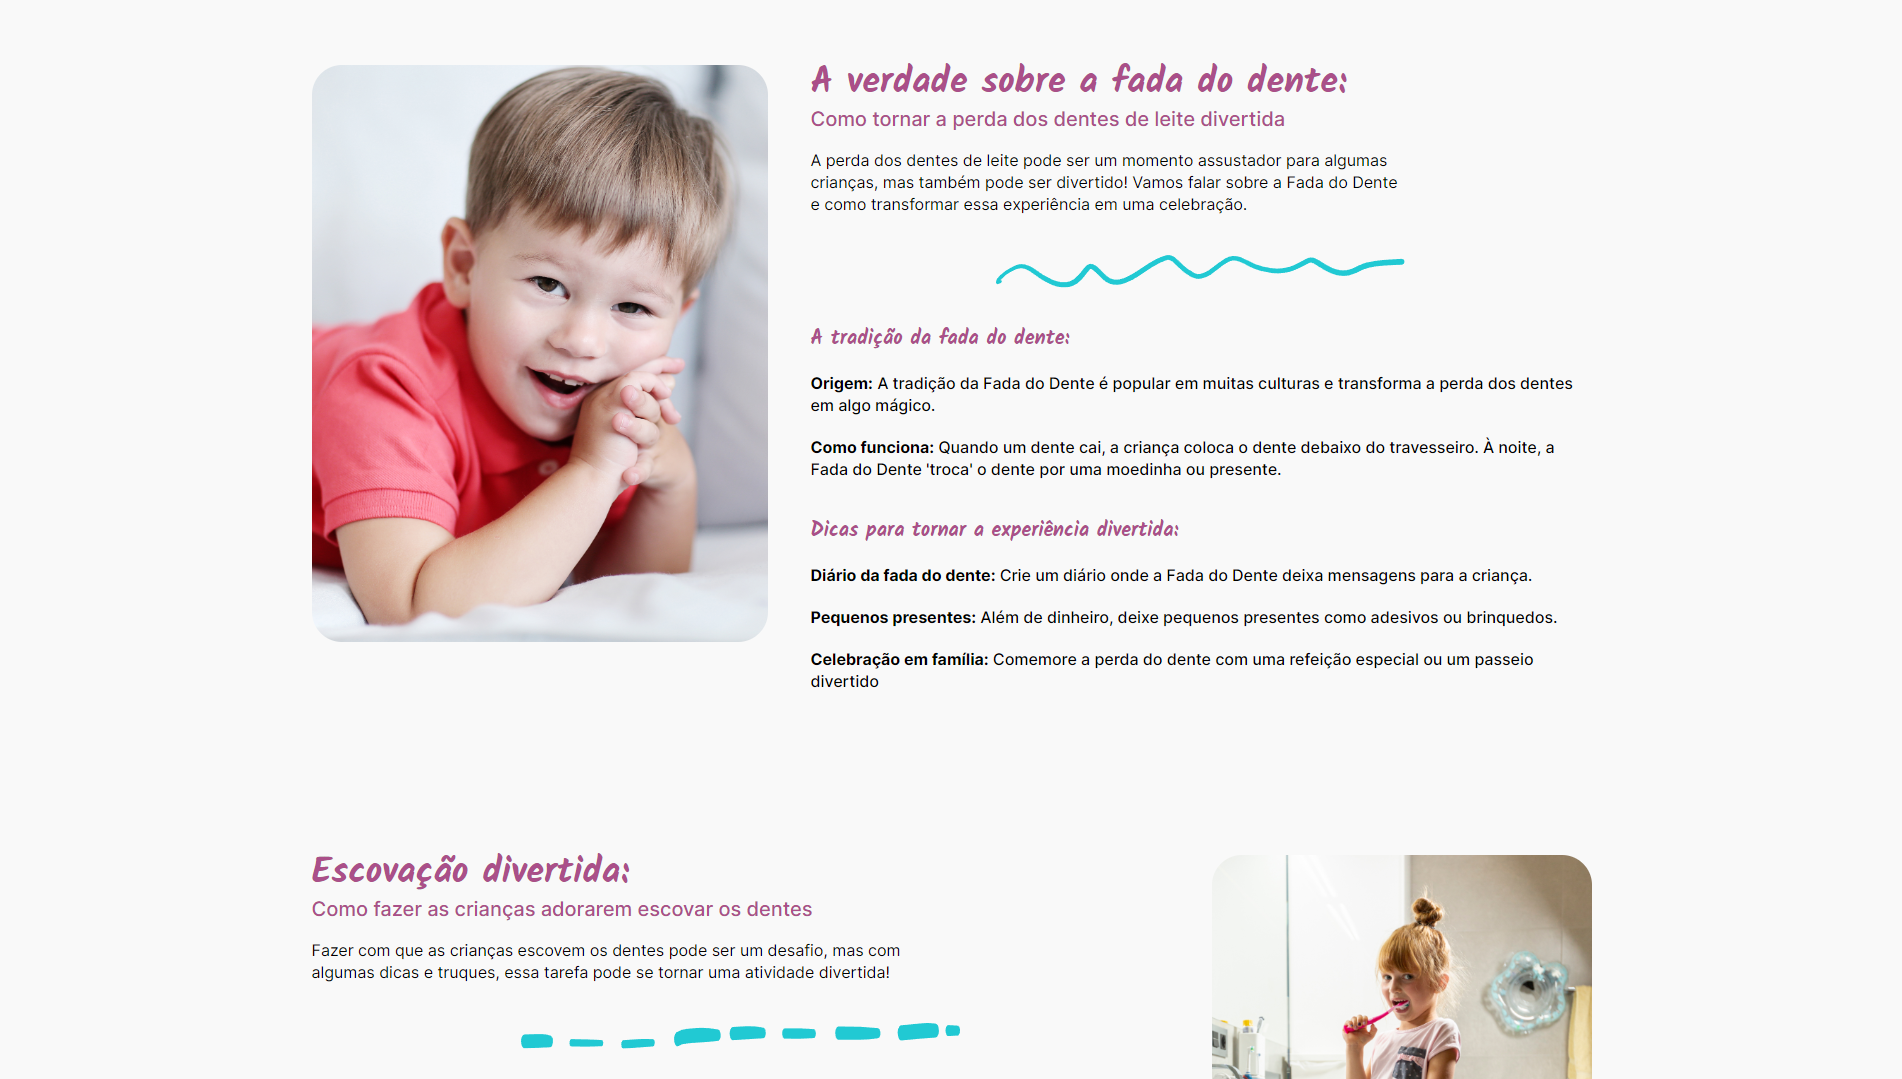 A verdade sobre a fada do dente:
Como tornar a perda dos dentes de leite divertida
A perda dos dentes de leite pode ser um momento assustador para algumas
crianças, mas também pode ser divertido! Vamos falar sobre a Fada do Dente
e como transformar essa experiência em uma celebração.
A tradição da fada do dente:
Origem: A tradição da Fada do Dente é popular em muitas culturas e transforma a perda dos dentes
em algo mágico.
Como funciona: Quando um dente cai, a criança coloca o dente debaixo do travesseiro. À noite, a
Fada do Dente 'troca' o dente por uma moedinha ou presente.
Dicas para tornar a experiência divertida:
Diário da fada do dente: Crie um diário onde a Fada do Dente deixa mensagens para a criança.
Pequenos presentes: Além de dinheiro, deixe pequenos presentes como adesivos ou brinquedos.
Celebração em família: Comemore a perda do dente com uma refeição especial ou um passeio
divertido
Escovação divertida:
Como fazer as crianças adorarem escovar os dentes
Fazer com que as crianças escovem os dentes pode ser um desafio, mas com
algumas dicas e truques, essa tarefa pode se tornar uma atividade divertida!